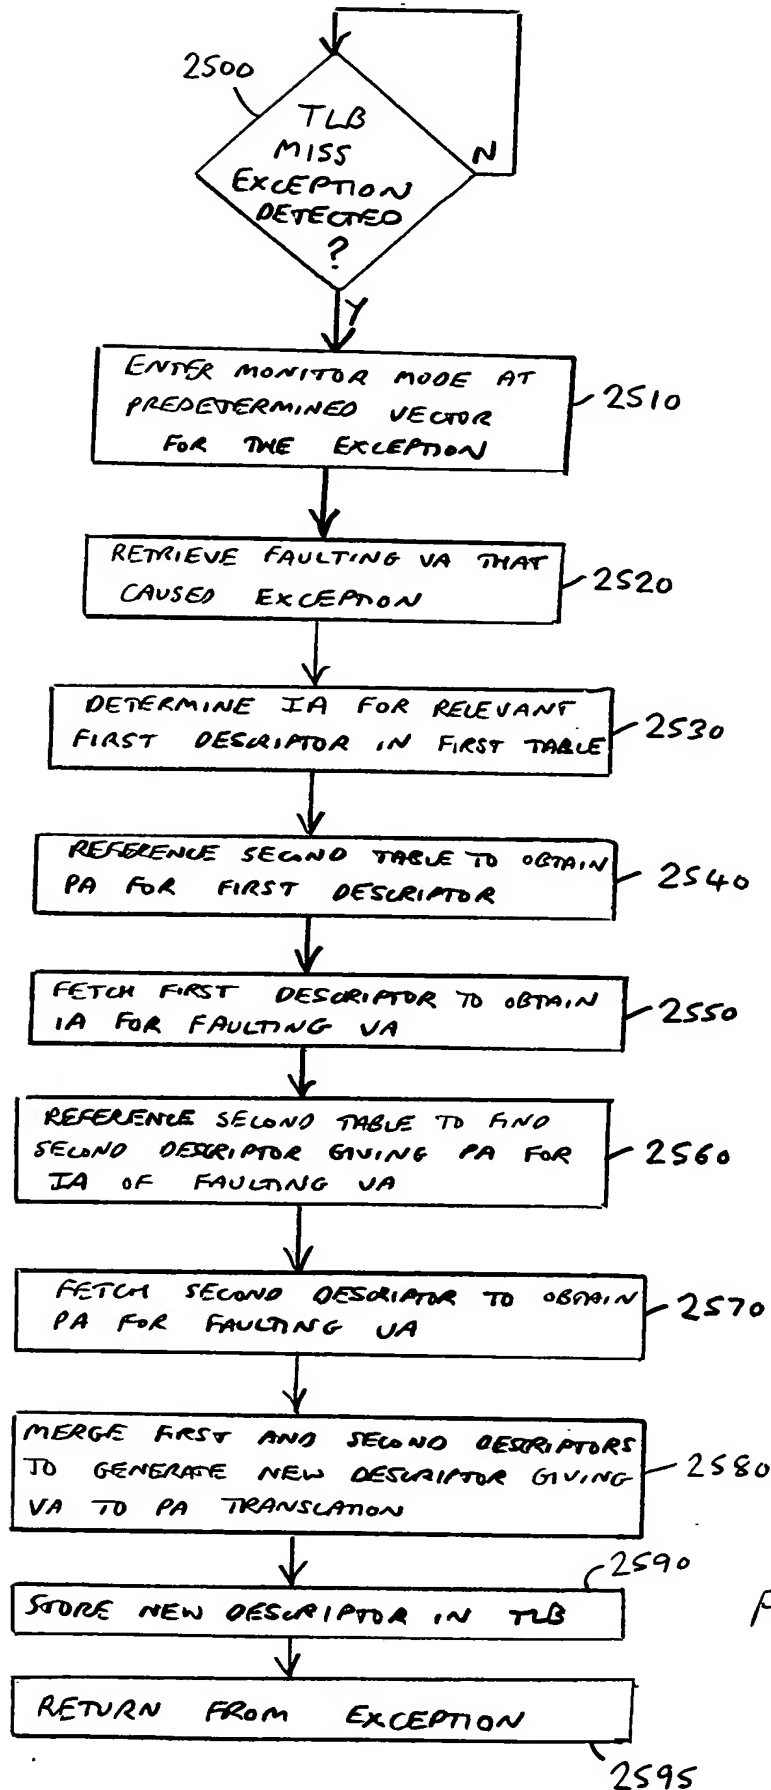 2500
TLB
MISS
EXCEPTION
DETECTED
?
N
Y
ENTER MONITOR MODE AT
PREDETERMINED VECTOR
FOR THE EXCEPTION
2510
RETRIEVE FAULTING VA THAT
CAUSED EXCEPTION
2520
DETERMINE IA FOR RELEVANT
FIRST DESCRIPTOR IN FIRST TABLE
2530
REFERENCE SECOND TABLE TO OBTAIN
PA FOR FIRST DESCRIPTOR
2540
FETCH FIRST DESCRIPTOR TO OBTAIN
IA FOR FAULTING VA
2550
REFERENCE SECOND TABLE TO FIND
SECOND DESCRIPTOR GIVING PA FOR
IA OF FAULTING VA
2560
FETCH SECOND DESCRIPTOR TO OBTAIN
PA FOR FAULTING VA
2570
MERGE FIRST AND SECOND DESCRIPTORS
TO GENERATE NEW DESCRIPTOR GIVING
VA TO PA TRANSLATION
2580
2590
STORE NEW DESCRIPTOR IN TLB
RETURN FROM EXCEPTION
2595